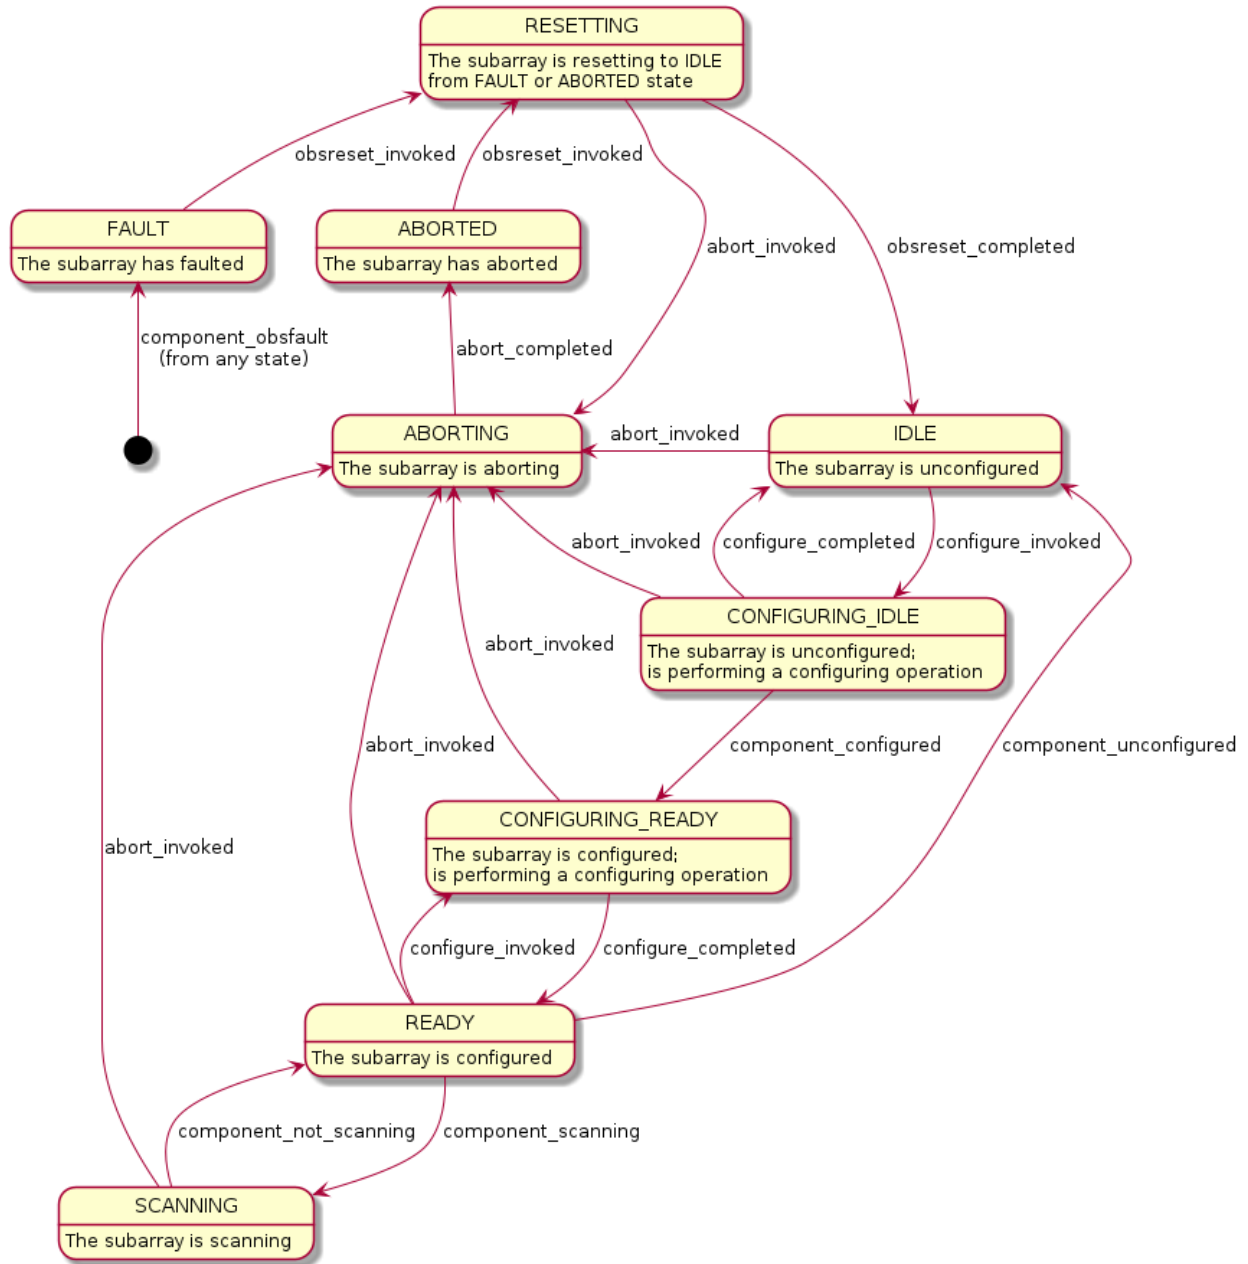 RESETTING
The subarray is resetting to IDLE
from FAULT or ABORTED state
obsreset_invoked
obsreset_invoked
FAULT
The subarray has faulted
ABORTED
The subarray has aborted
abort_invoked
obsreset_completed
component_obsfault
(from any state)
abort_completed
ABORTING
The subarray is aborting
abort_invoked
IDLE
The subarray is unconfigured
abort_invoked
configure_completed
configure_invoked
CONFIGURING_IDLE
The subarray is unconfigured;
is performing a configuring operation
abort_invoked
abort_invoked
component_configured
component_unconfigured
CONFIGURING_READY
The subarray is configured;
is performing a configuring operation
abort_invoked
configure_invoked
configure_completed
READY
The subarray is configured
component_not_scanning
component_scanning
SCANNING
The subarray is scanning